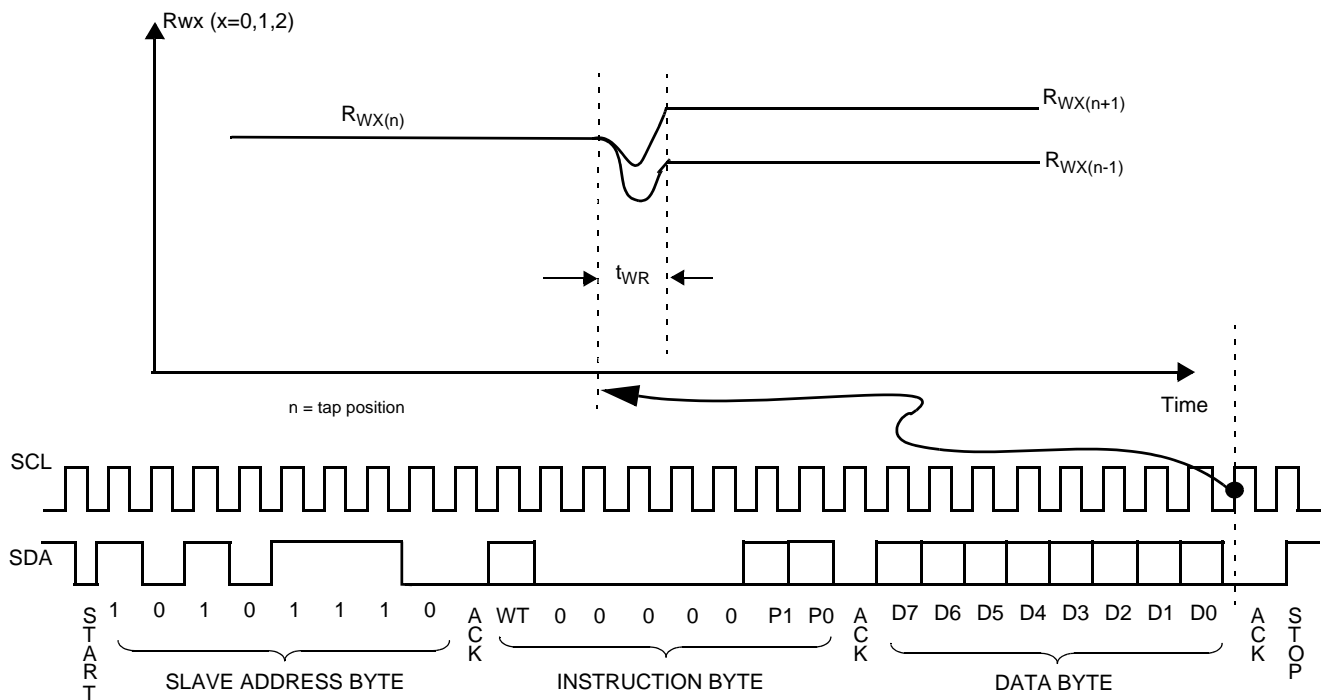 Rwx (x=0,1,2)
RWX(n)
RWX(n+1)
RWX(n-1)
tWR
n = tap position
Time
SCL
SDA
START 1 0 1 0 1 1 1 0 ACK WT 0 0 0 0 0 P1 P0 ACK D7 D6 D5 D4 D3 D2 D1 D0 ACK STOP
SLAVE ADDRESS BYTE INSTRUCTION BYTE DATA BYTE